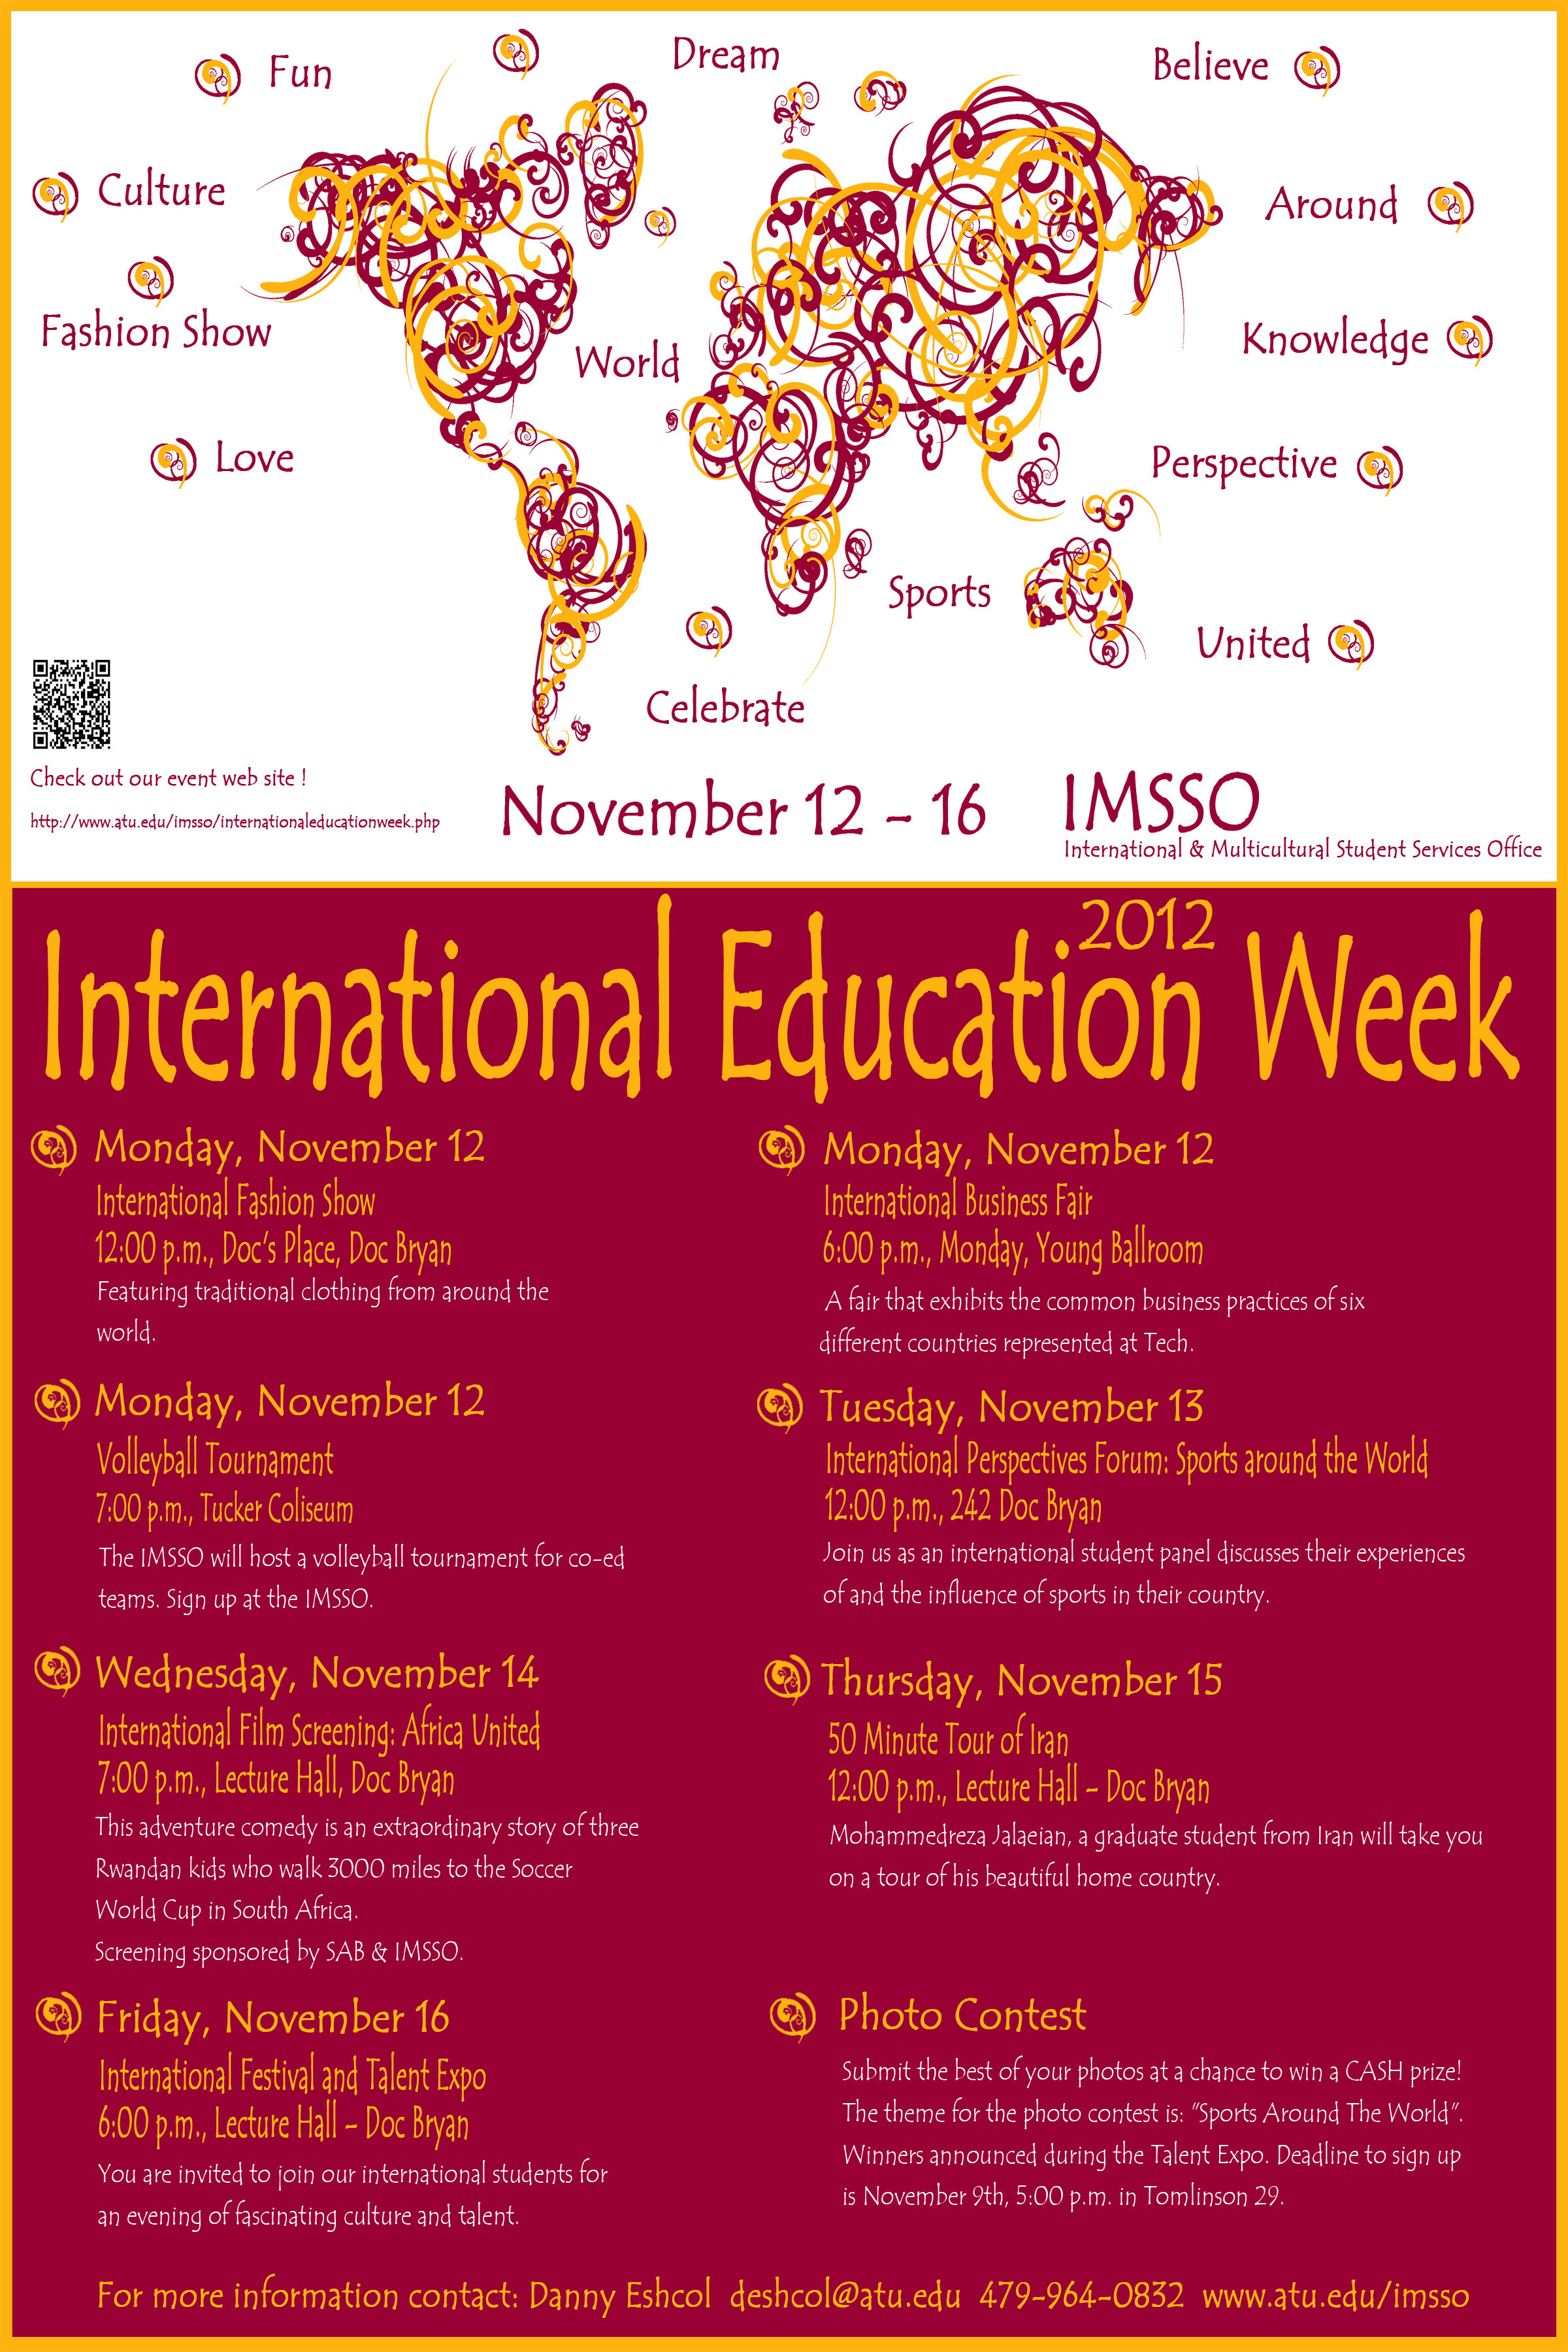 Fun
Dream
Believe
Culture
Around
Fashion Show
World
Knowledge
Love
Perspective
Sports
United
Celebrate
Check out our event web site !
http://www.atu.edu/imsso/internationaleducationweek.php
November 12 - 16
IMSSO
International & Multicultural Student Services Office
2012
International Education Week
Monday, November 12
International Fashion Show
12:00 p.m., Doc's Place, Doc Bryan
Featuring traditional clothing from around the
world.
Monday, November 12
International Business Fair
6:00 p.m., Monday, Young Ballroom
A fair that exhibits the common business practices of six
different countries represented at Tech.
Monday, November 12
Volleyball Tournament
7:00 p.m., Tucker Coliseum
The IMSSO will host a volleyball tournament for co-ed
teams. Sign up at the IMSSO.
Tuesday, November 13
International Perspectives Forum: Sports around the World
12:00 p.m., 242 Doc Bryan
Join us as an international student panel discusses their experiences
of and the influence of sports in their country.
Wednesday, November 14
International Film Screening: Africa United
7:00 p.m., Lecture Hall, Doc Bryan
This adventure comedy is an extraordinary story of three
Rwandan kids who walk 3000 miles to the Soccer
World Cup in South Africa.
Screening sponsored by SAB & IMSSO.
Thursday, November 15
50 Minute Tour of Iran
12:00 p.m., Lecture Hall - Doc Bryan
Mohammedreza Jalaeian, a graduate student from Iran will take you
on a tour of his beautiful home country.
Friday, November 16
International Festival and Talent Expo
6:00 p.m., Lecture Hall - Doc Bryan
You are invited to join our international students for
an evening of fascinating culture and talent.
Photo Contest
Submit the best of your photos at a chance to win a CASH prize!
The theme for the photo contest is: "Sports Around The World".
Winners announced during the Talent Expo. Deadline to sign up
is November 9th, 5:00 p.m. in Tomlinson 29.
For more information contact: Danny Eshcol deshcol@atu.edu 479-964-0832 www.atu.edu/imsso